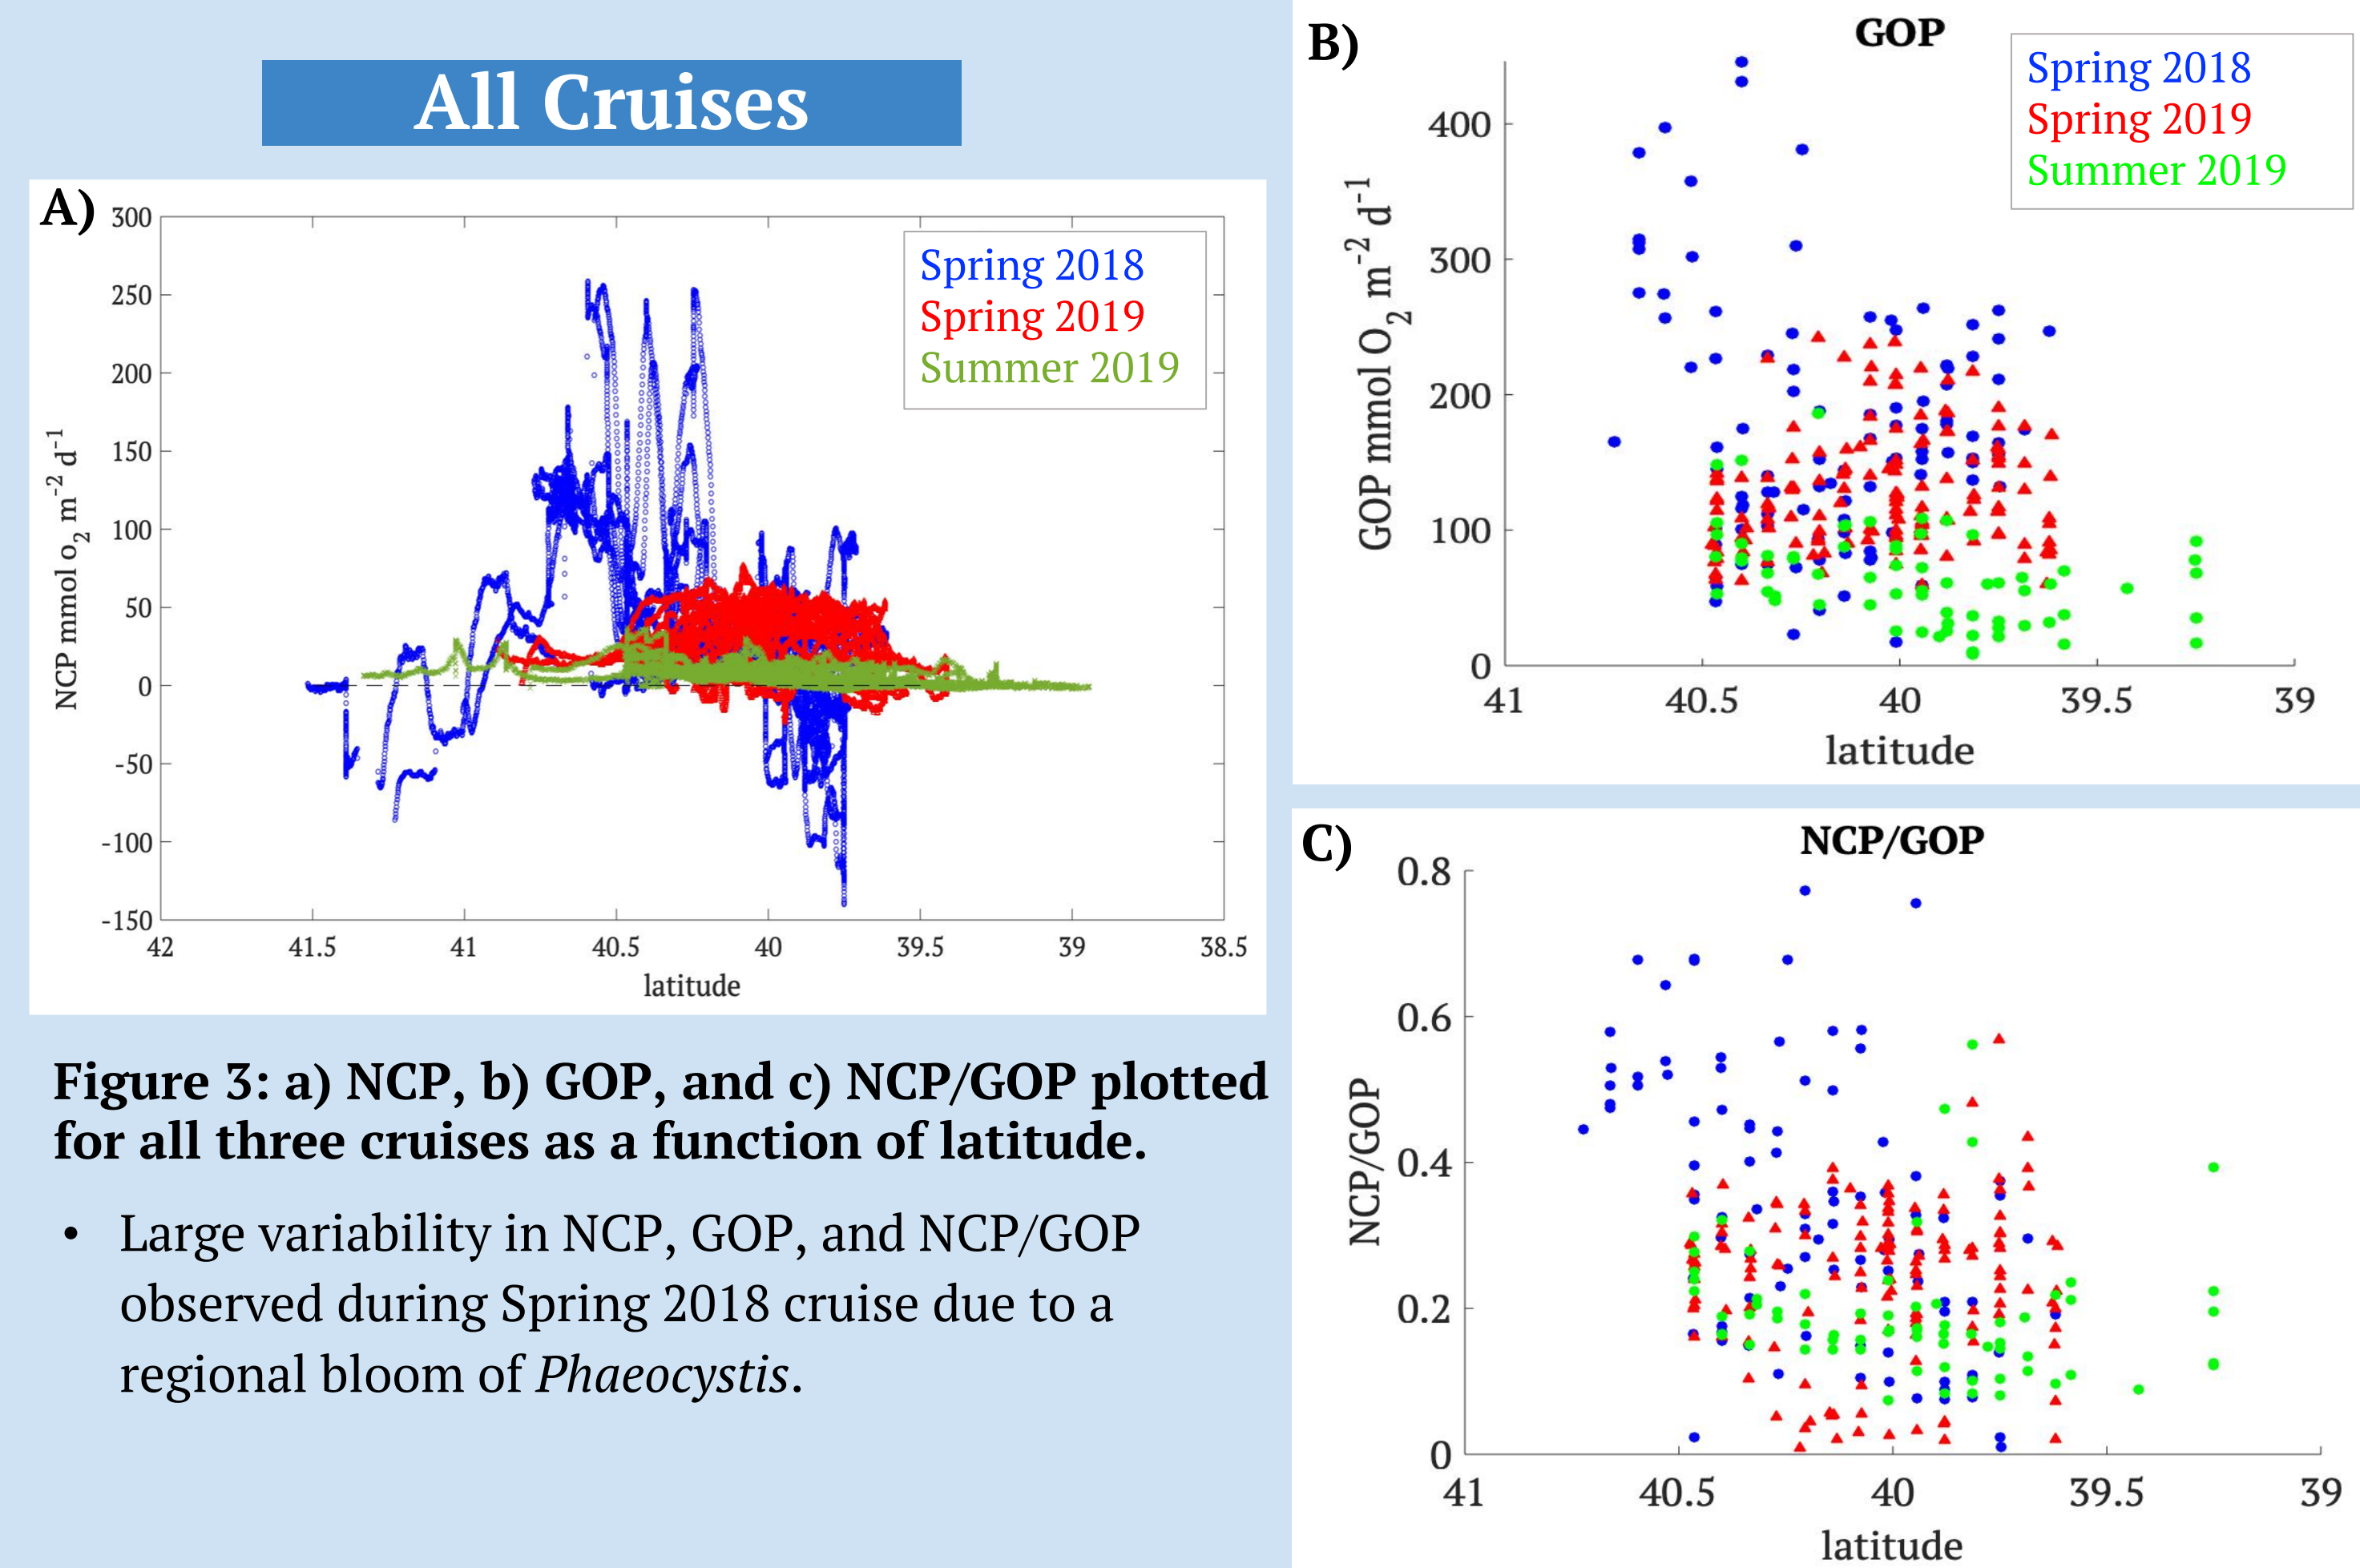 All Cruises
A)
300
250
200
150
100
50
0
-50
-100
-150
42
41.5
41
40.5
40
39.5
39
38.5
NCP mmol o₂ m⁻² d⁻¹
latitude
Spring 2018
Spring 2019
Summer 2019
Figure 3: a) NCP, b) GOP, and c) NCP/GOP plotted
for all three cruises as a function of latitude.
• Large variability in NCP, GOP, and NCP/GOP
observed during Spring 2018 cruise due to a
regional bloom of Phaeocystis.
B)
GOP
Spring 2018
Spring 2019
Summer 2019
400
300
200
100
0
41
40.5
40
39.5
39
GOP mmol O₂ m⁻² d⁻¹
latitude
C)
NCP/GOP
0.8
0.6
0.4
0.2
0
41
40.5
40
39.5
39
NCP/GOP
latitude